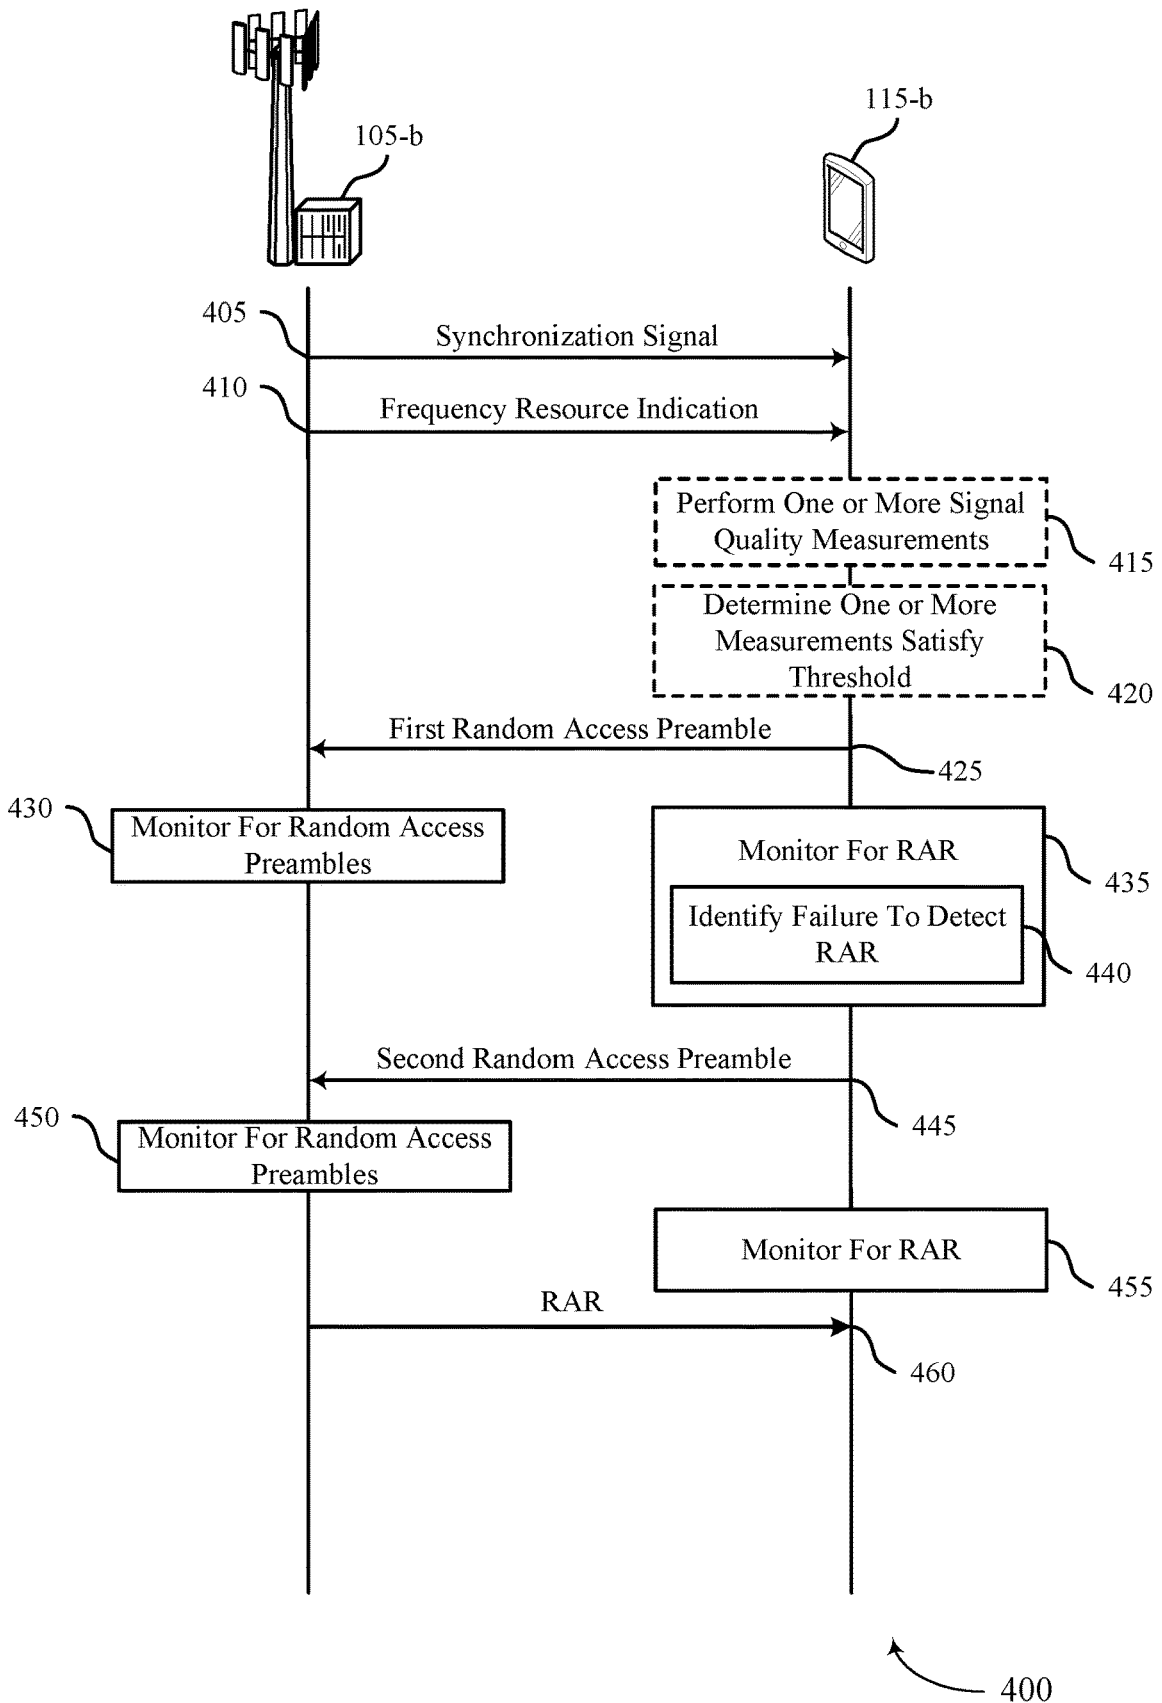 105-b
115-b
405
Synchronization Signal
410
Frequency Resource Indication
Perform One or More Signal
Quality Measurements
415
Determine One or More
Measurements Satisfy
Threshold
420
First Random Access Preamble
425
430
Monitor For Random Access
Preambles
Monitor For RAR
435
Identify Failure To Detect
RAR
440
Second Random Access Preamble
445
450
Monitor For Random Access
Preambles
Monitor For RAR
455
RAR
460
400